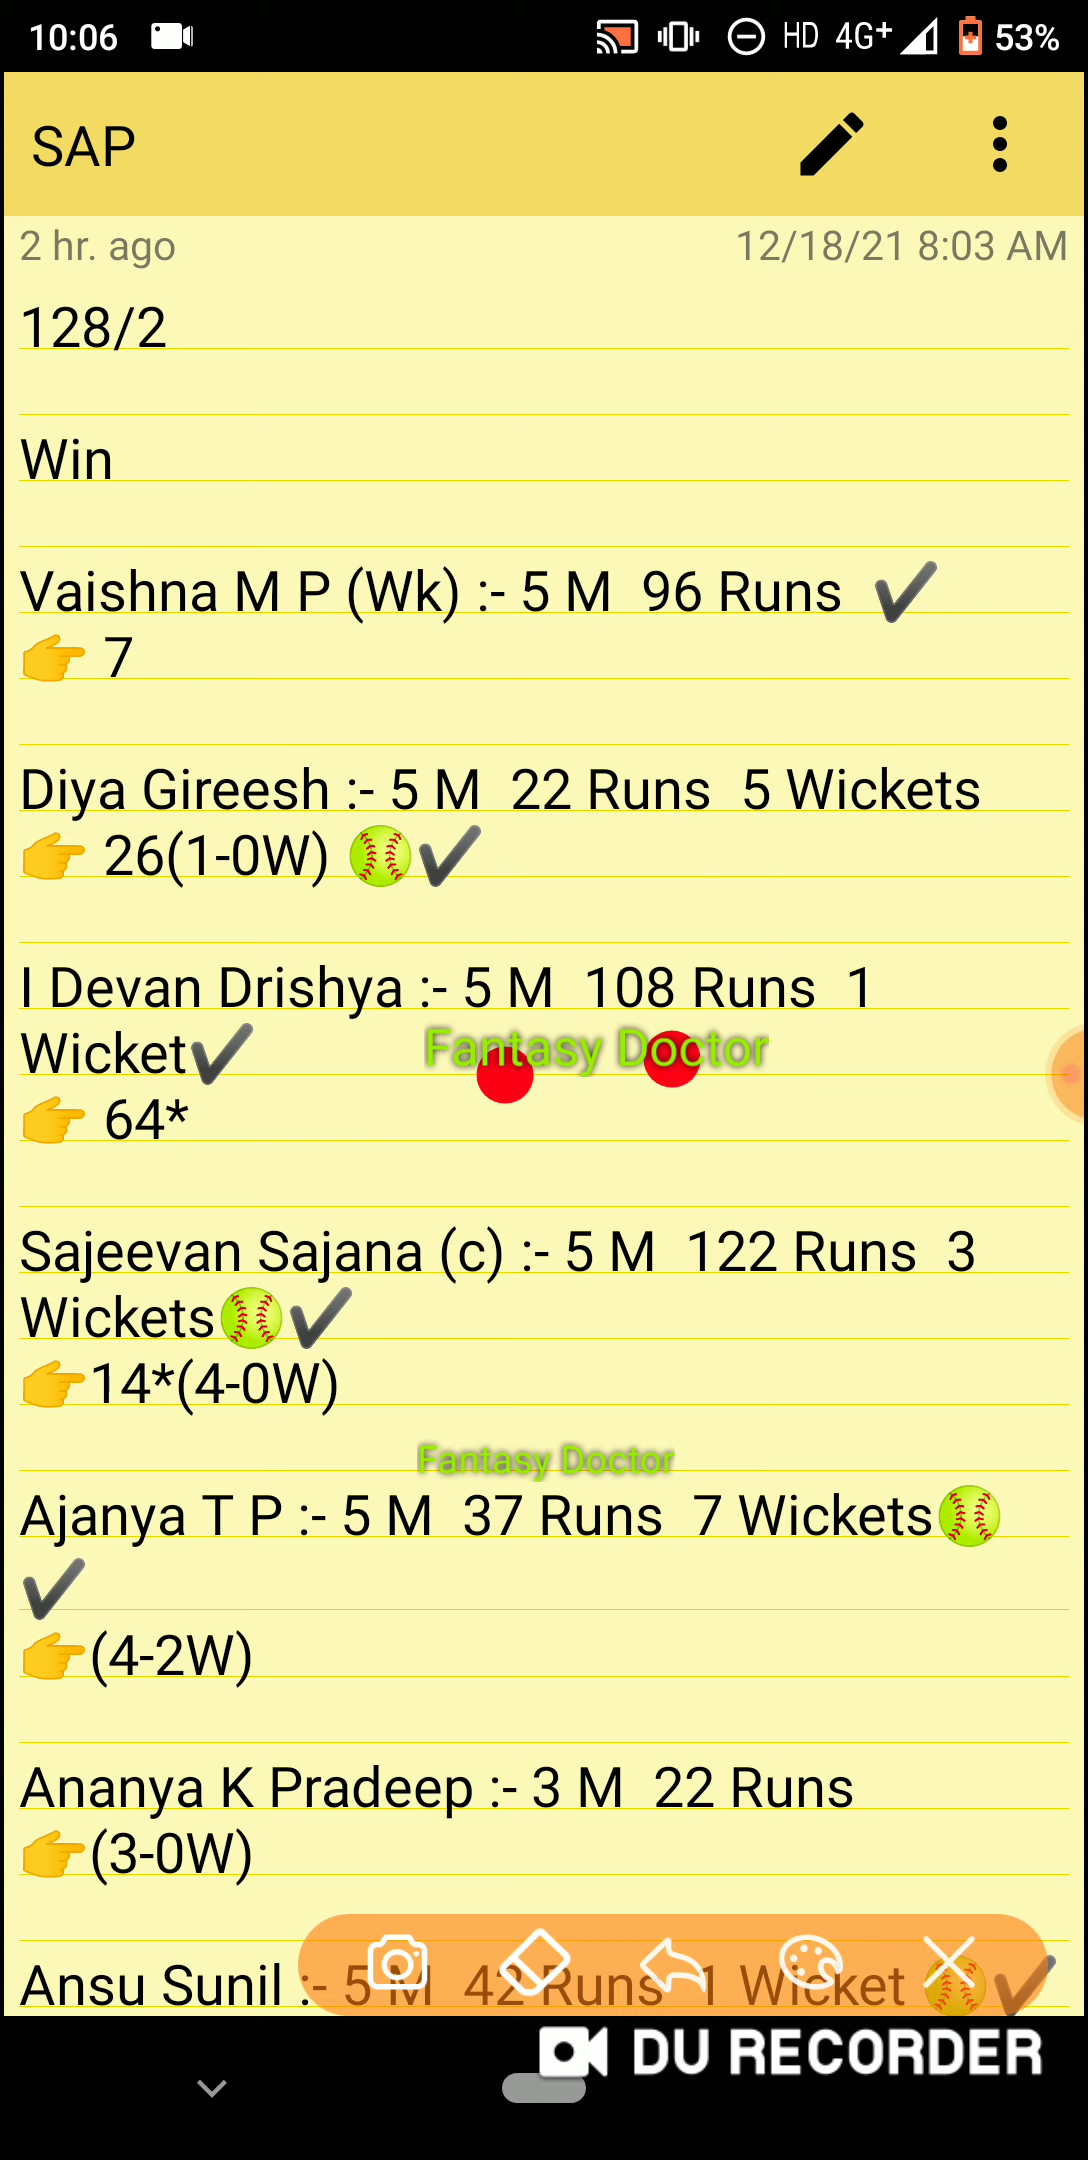 10:06 HD 4G+ 53%
SAP
2 hr. ago 12/18/21 8:03 AM
128/2
Win
Vaishna M P (Wk) :- 5 M 96 Runs ✔
👉 7
Diya Gireesh :- 5 M 22 Runs 5 Wickets
👉 26(1-0W) 🥎✔
I Devan Drishya :- 5 M 108 Runs 1
Wicket✔
Fantasy Doctor
👉 64*
Sajeevan Sajana (c) :- 5 M 122 Runs 3
Wickets🥎✔
👉14*(4-0W)
Fantasy Doctor
Ajanya T P :- 5 M 37 Runs 7 Wickets🥎
✔
👉(4-2W)
Ananya K Pradeep :- 3 M 22 Runs
👉(3-0W)
Ansu Sunil :- 5 M 42 Runs 1 Wicket 🥎✔
DU RECORDER